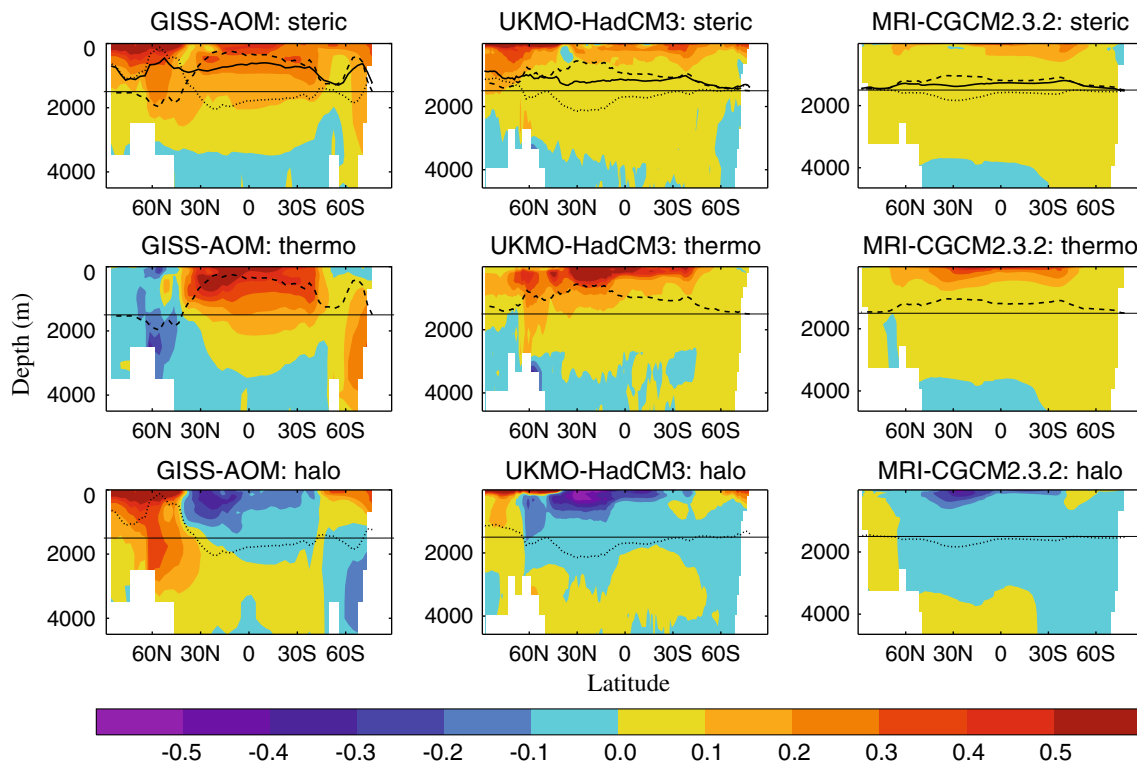 GISS-AOM: steric UKMO-HadCM3: steric MRI-CGCM2.3.2: steric
0 0 0
2000 2000 2000
4000 4000 4000
60N 30N 0 30S 60S 60N 30N 0 30S 60S 60N 30N 0 30S 60S
GISS-AOM: thermo UKMO-HadCM3: thermo MRI-CGCM2.3.2: thermo
Depth (m)
0 0 0
2000 2000 2000
4000 4000 4000
60N 30N 0 30S 60S 60N 30N 0 30S 60S 60N 30N 0 30S 60S
GISS-AOM: halo UKMO-HadCM3: halo MRI-CGCM2.3.2: halo
0 0 0
2000 2000 2000
4000 4000 4000
60N 30N 0 30S 60S 60N 30N 0 30S 60S 60N 30N 0 30S 60S
Latitude
-0.5 -0.4 -0.3 -0.2 -0.1 0.0 0.1 0.2 0.3 0.4 0.5